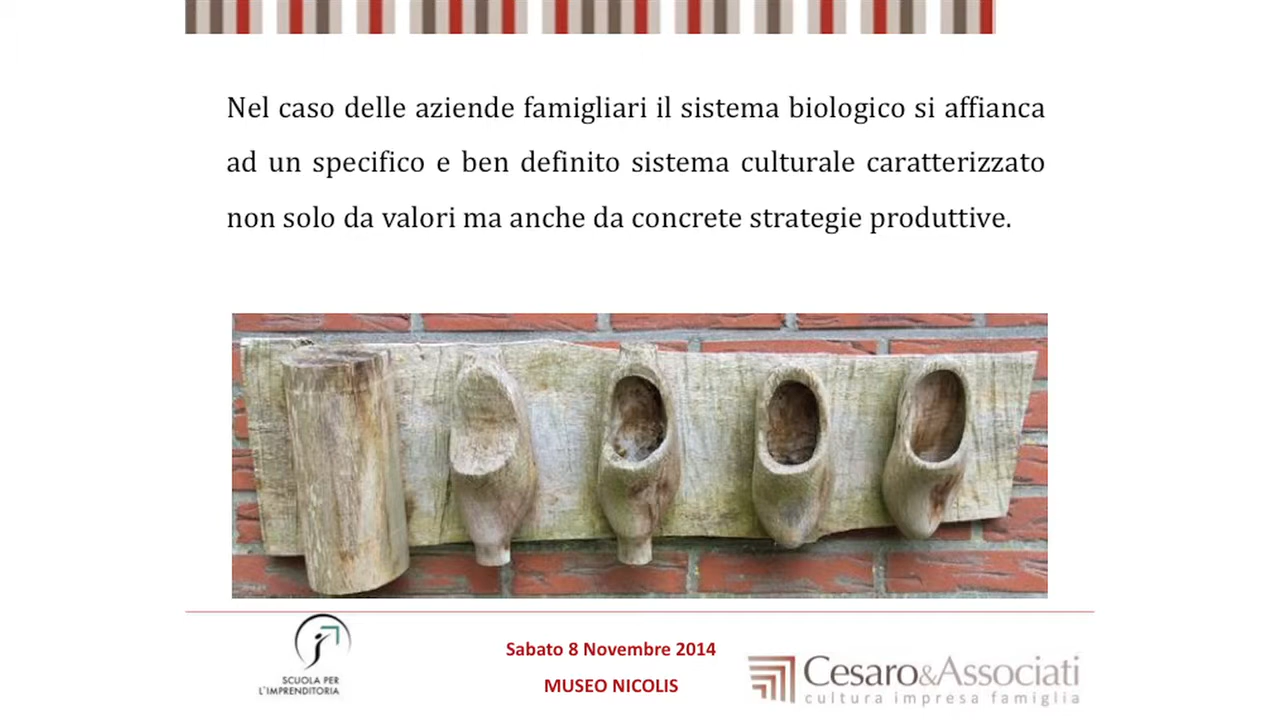 Nel caso delle aziende famigliari il sistema biologico si affianca
ad un specifico e ben definito sistema culturale caratterizzato
non solo da valori ma anche da concrete strategie produttive.
SCUOLA PER
L'IMPRENDITORIA
Sabato 8 Novembre 2014
MUSEO NICOLIS
Cesaro&Associati
cultura impresa famiglia